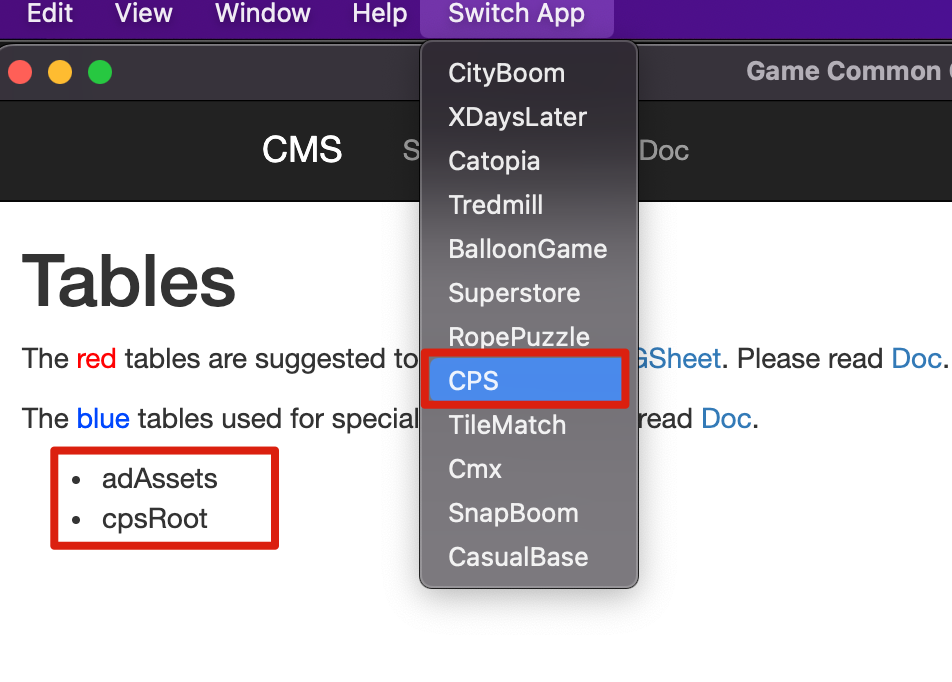 Edit View Window Help Switch App
Game Common
CMS Doc
CityBoom
XDaysLater
Catopia
Tredmill
BalloonGame
Superstore
RopePuzzle
CPS
TileMatch
Cmx
SnapBoom
CasualBase
Tables
The red tables are suggested to GSheet. Please read Doc.
The blue tables used for special read Doc.
• adAssets
• cpsRoot